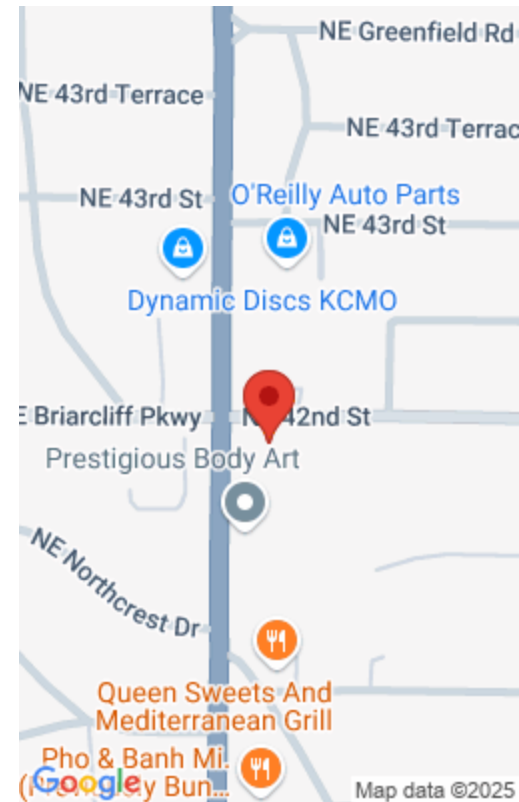 NE Greenfield Rd
NE 43rd Terrace
NE 43rd Terrac
NE 43rd St
O'Reilly Auto Parts
NE 43rd St
Dynamic Discs KCMO
E Briarcliff Pkwy
42nd St
Prestigious Body Art
NE Northcrest Dr
Queen Sweets And
Mediterranean Grill
Pho & Banh Mi.
Bun...
Google
Map data ©2025